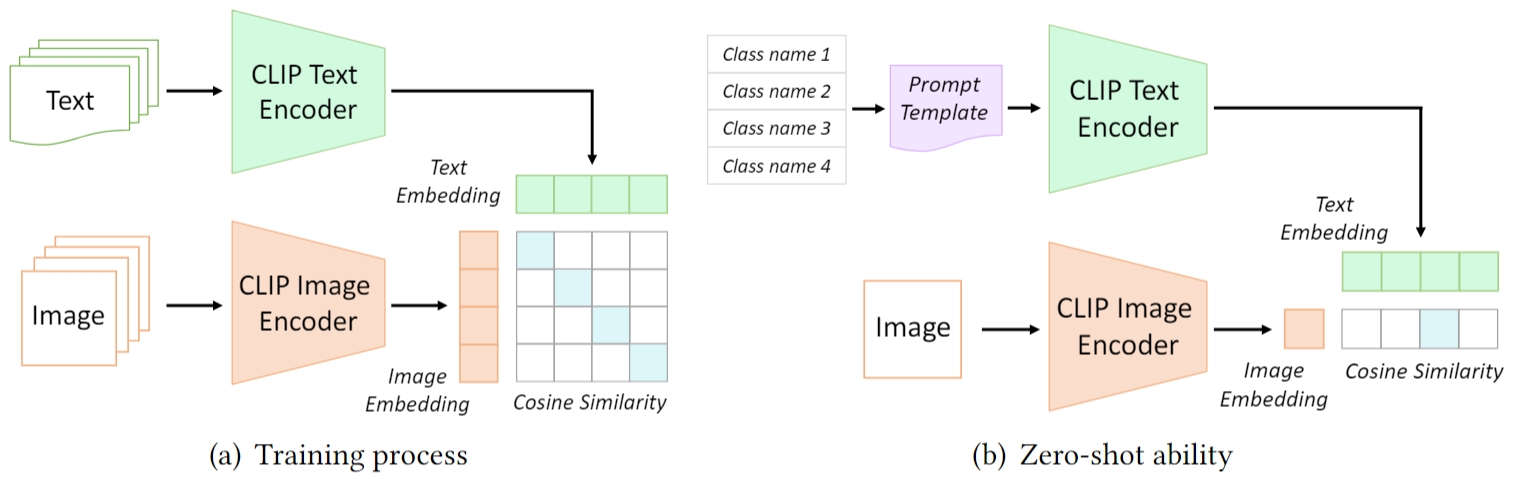 Text
CLIP Text
Encoder
Text
Embedding
Image
CLIP Image
Encoder
Image
Embedding
Cosine Similarity
(a) Training process
Class name 1
Class name 2
Class name 3
Class name 4
Prompt
Template
CLIP Text
Encoder
Text
Embedding
Image
CLIP Image
Encoder
Image
Embedding
Cosine Similarity
(b) Zero-shot ability